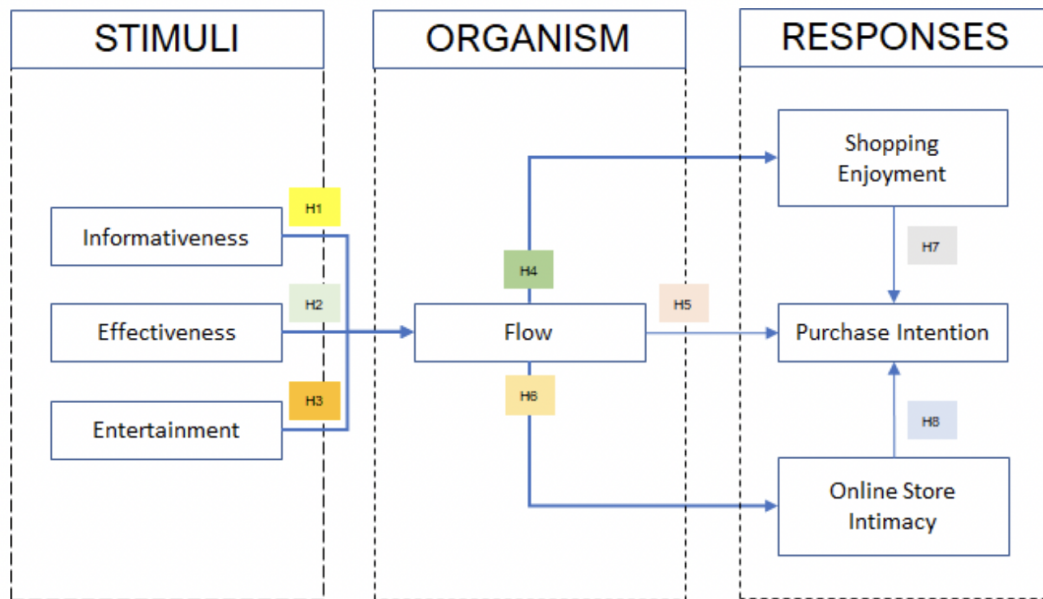 STIMULI
ORGANISM
RESPONSES
Shopping
Enjoyment
H1
Informativeness
H7
H4
H2
H5
Effectiveness
Flow
Purchase Intention
H3
H6
Entertainment
H8
Online Store
Intimacy